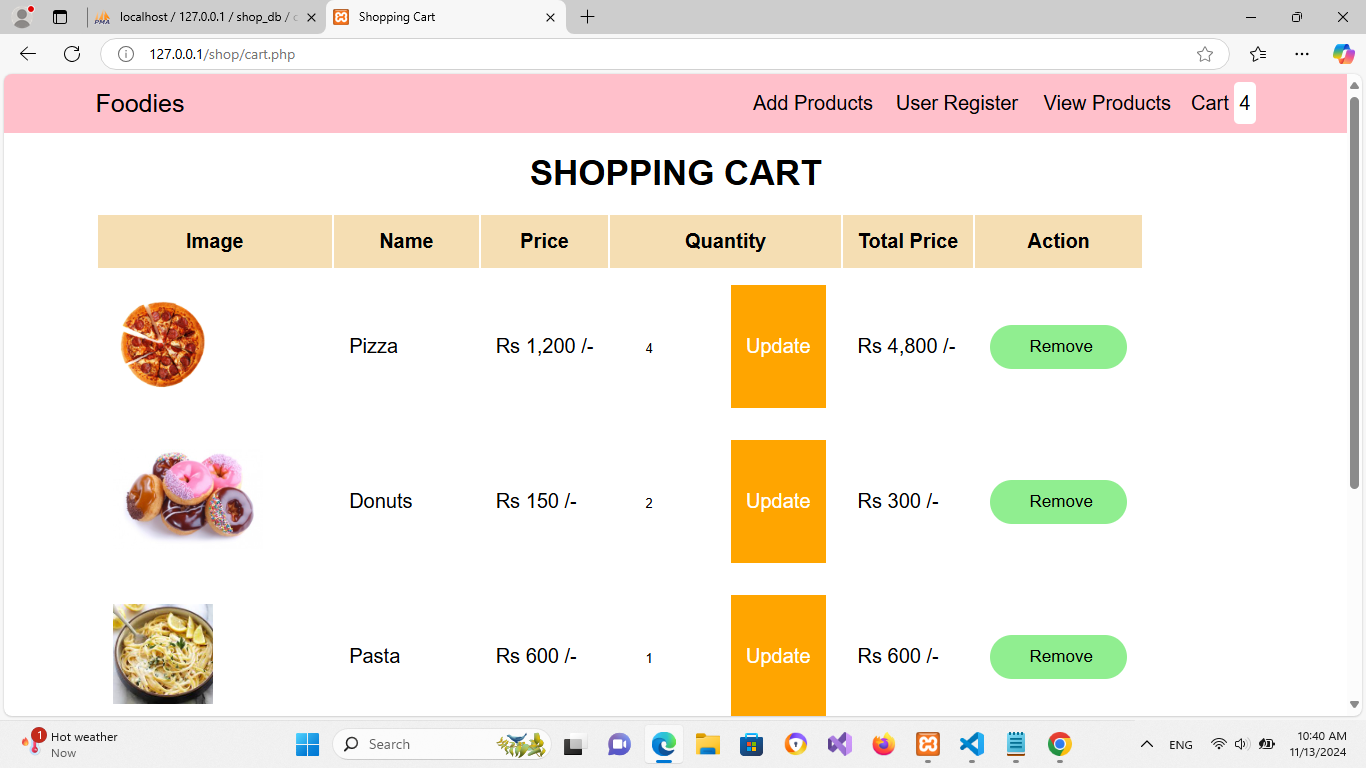 localhost / 127.0.0.1 / shop_db / c
Shopping Cart
127.0.0.1/shop/cart.php
Foodies Add Products User Register View Products Cart 4
SHOPPING CART
Image Name Price Quantity Total Price Action
Pizza Rs 1,200 /- 4 Update Rs 4,800 /- Remove
Donuts Rs 150 /- 2 Update Rs 300 /- Remove
Pasta Rs 600 /- 1 Update Rs 600 /- Remove
1
Hot weather
Now
Search
ENG
10:40 AM
11/13/2024